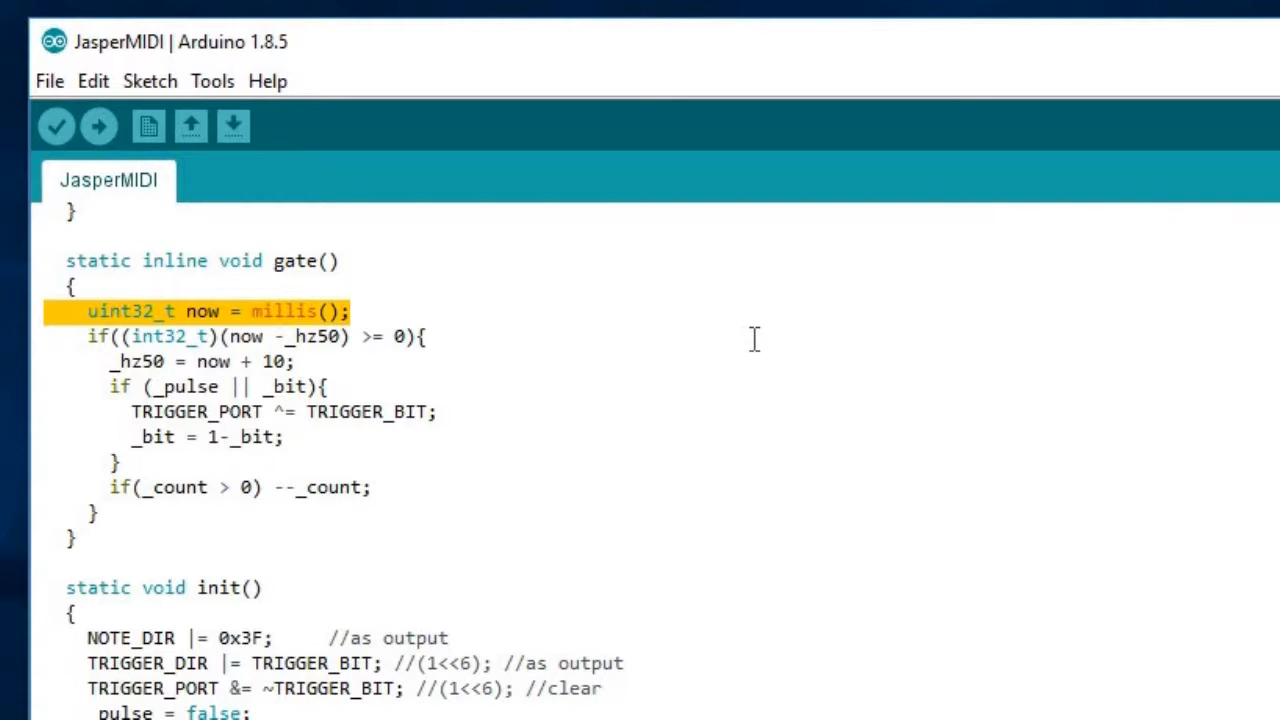 JasperMIDI | Arduino 1.8.5
File Edit Sketch Tools Help
JasperMIDI
}
static inline void gate()
{
uint32_t now = millis();
if((int32_t)(now -_hz50) >= 0){
_hz50 = now + 10;
if (_pulse || _bit){
TRIGGER_PORT ^= TRIGGER_BIT;
_bit = 1-_bit;
}
if(_count > 0) --_count;
}
}
static void init()
{
NOTE_DIR |= 0x3F; //as output
TRIGGER_DIR |= TRIGGER_BIT; //(1<<6); //as output
TRIGGER_PORT &= ~TRIGGER_BIT; //(1<<6); //clear
_pulse = false;